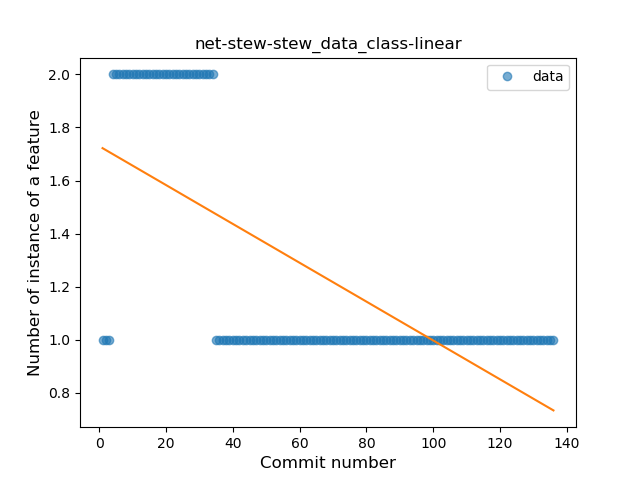 net-stew-stew_data_class-linear
data
Number of instance of a feature
2.0
1.8
1.6
1.4
1.2
1.0
0.8
0 20 40 60 80 100 120 140
Commit number